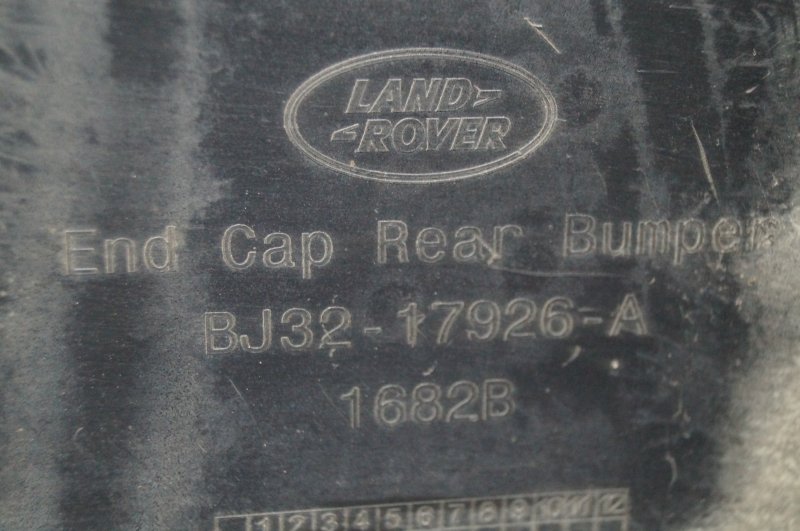 LAND
ROVER
End Cap Rear Bumper
BJ32-17926-A
1682B
1 2 3 4 5 6 7 8 9 10 11 12